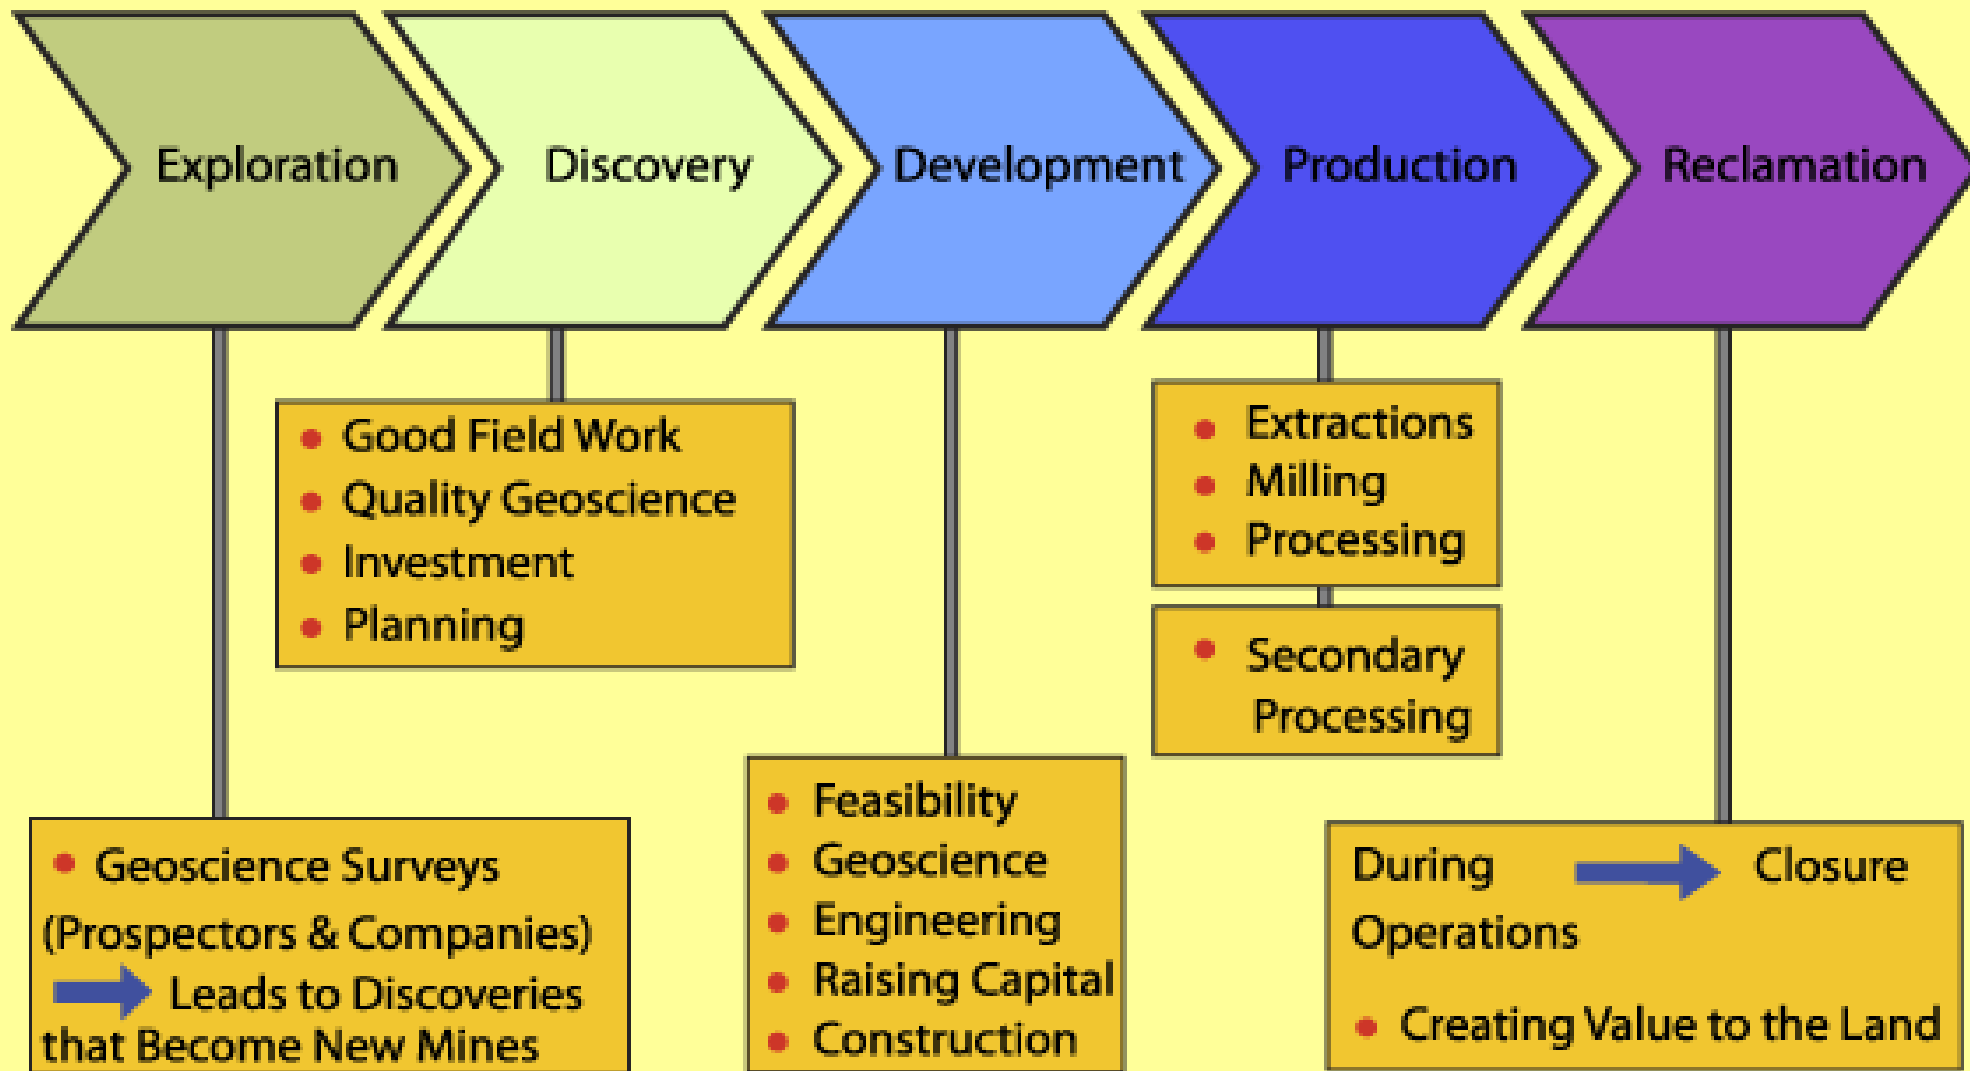 Exploration
Discovery
Development
Production
Reclamation
Good Field Work
Quality Geoscience
Investment
Planning
Extractions
Milling
Processing
Secondary
Processing
Geoscience Surveys
(Prospectors & Companies)
Leads to Discoveries
that Become New Mines
Feasibility
Geoscience
Engineering
Raising Capital
Construction
During Closure
Operations
Creating Value to the Land